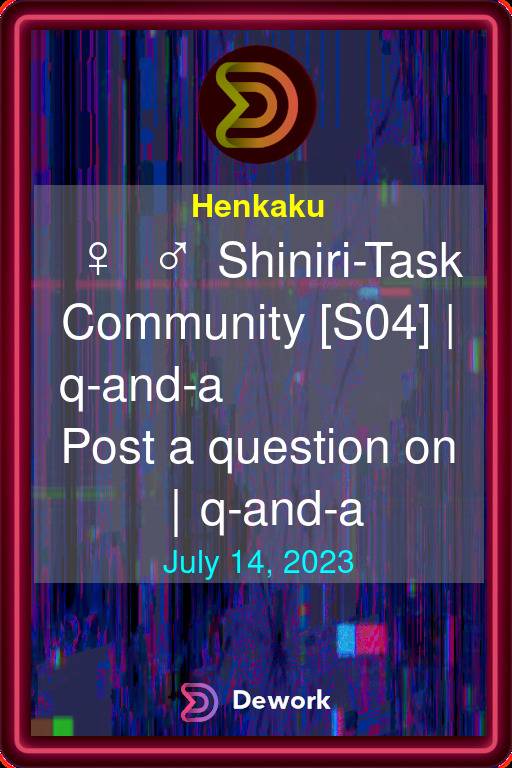 Henkaku
♀ ♂ Shiniri-Task
Community [S04] |
q-and-a
Post a question on
| q-and-a
July 14, 2023
Dework